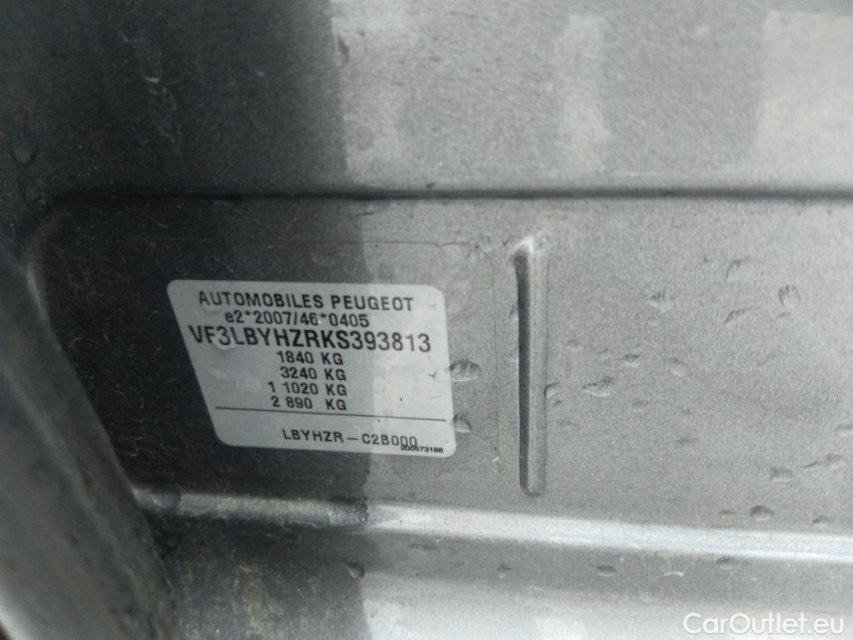 AUTOMOBILES PEUGEOT
e2*2007/46*0405
VF3LBYHZRKS393813
1840 KG
3240 KG
1 1020 KG
2 890 KG
LBYHZR-C2B000
200573188
CarOutlet.eu